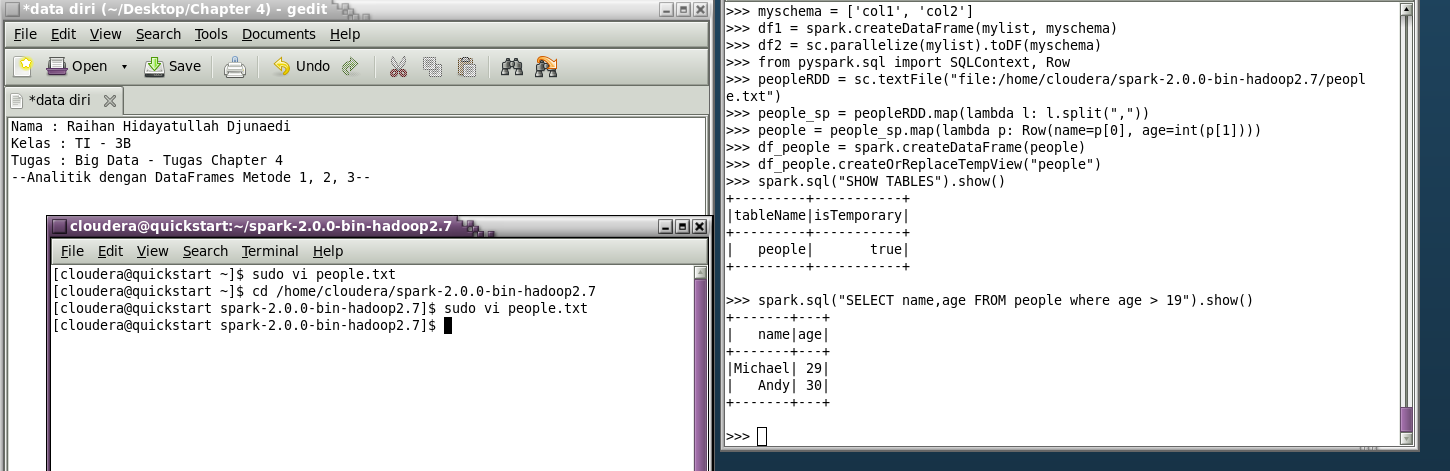 *data diri (~/Desktop/Chapter 4) - gedit
File Edit View Search Tools Documents Help
Open Save Undo
*data diri
Nama : Raihan Hidayatullah Djunaedi
Kelas : TI - 3B
Tugas : Big Data - Tugas Chapter 4
--Analitik dengan DataFrames Metode 1, 2, 3--
cloudera@quickstart:~/spark-2.0.0-bin-hadoop2.7
File Edit View Search Terminal Help
[cloudera@quickstart ~]$ sudo vi people.txt
[cloudera@quickstart ~]$ cd /home/cloudera/spark-2.0.0-bin-hadoop2.7
[cloudera@quickstart spark-2.0.0-bin-hadoop2.7]$ sudo vi people.txt
[cloudera@quickstart spark-2.0.0-bin-hadoop2.7]$
>>> myschema = ['col1', 'col2']
>>> df1 = spark.createDataFrame(mylist, myschema)
>>> df2 = sc.parallelize(mylist).toDF(myschema)
>>> from pyspark.sql import SQLContext, Row
>>> peopleRDD = sc.textFile("file:/home/cloudera/spark-2.0.0-bin-hadoop2.7/peopl
e.txt")
>>> people_sp = peopleRDD.map(lambda l: l.split(","))
>>> people = people_sp.map(lambda p: Row(name=p[0], age=int(p[1])))
>>> df_people = spark.createDataFrame(people)
>>> df_people.createOrReplaceTempView("people")
>>> spark.sql("SHOW TABLES").show()
+---------+-----------+
|tableName|isTemporary|
+---------+-----------+
|   people|       true|
+---------+-----------+
>>> spark.sql("SELECT name,age FROM people where age > 19").show()
+-------+---+
|   name|age|
+-------+---+
|Michael| 29|
|   Andy| 30|
+-------+---+
>>>